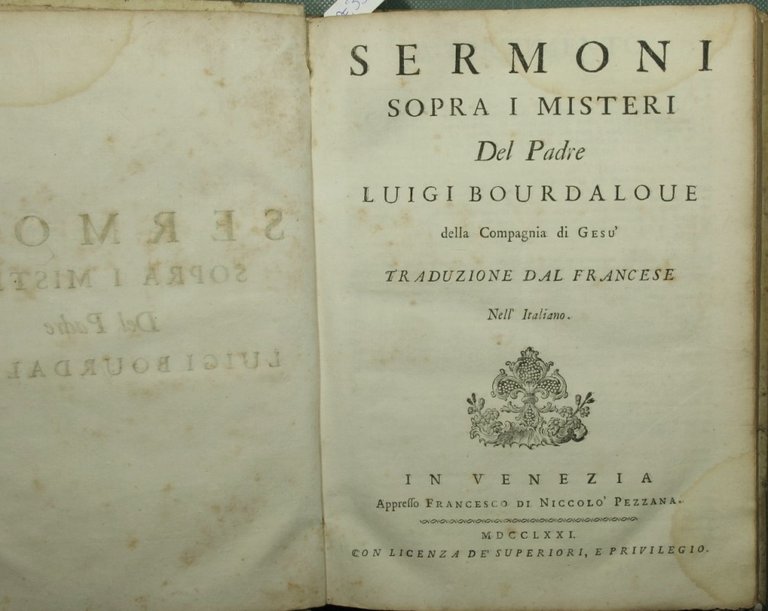 SERMONI
SOPRA I MISTERI
Del Padre
LUIGI BOURDALOUE
della Compagnia di GESU'
TRADUZIONE DAL FRANCESE
Nell' Italiano.
IN VENEZIA
Appresso FRANCESCO DI NICCOLO' PEZZANA.
MDCCLXXI.
CON LICENZA DE' SUPERIORI, E PRIVILEGIO.